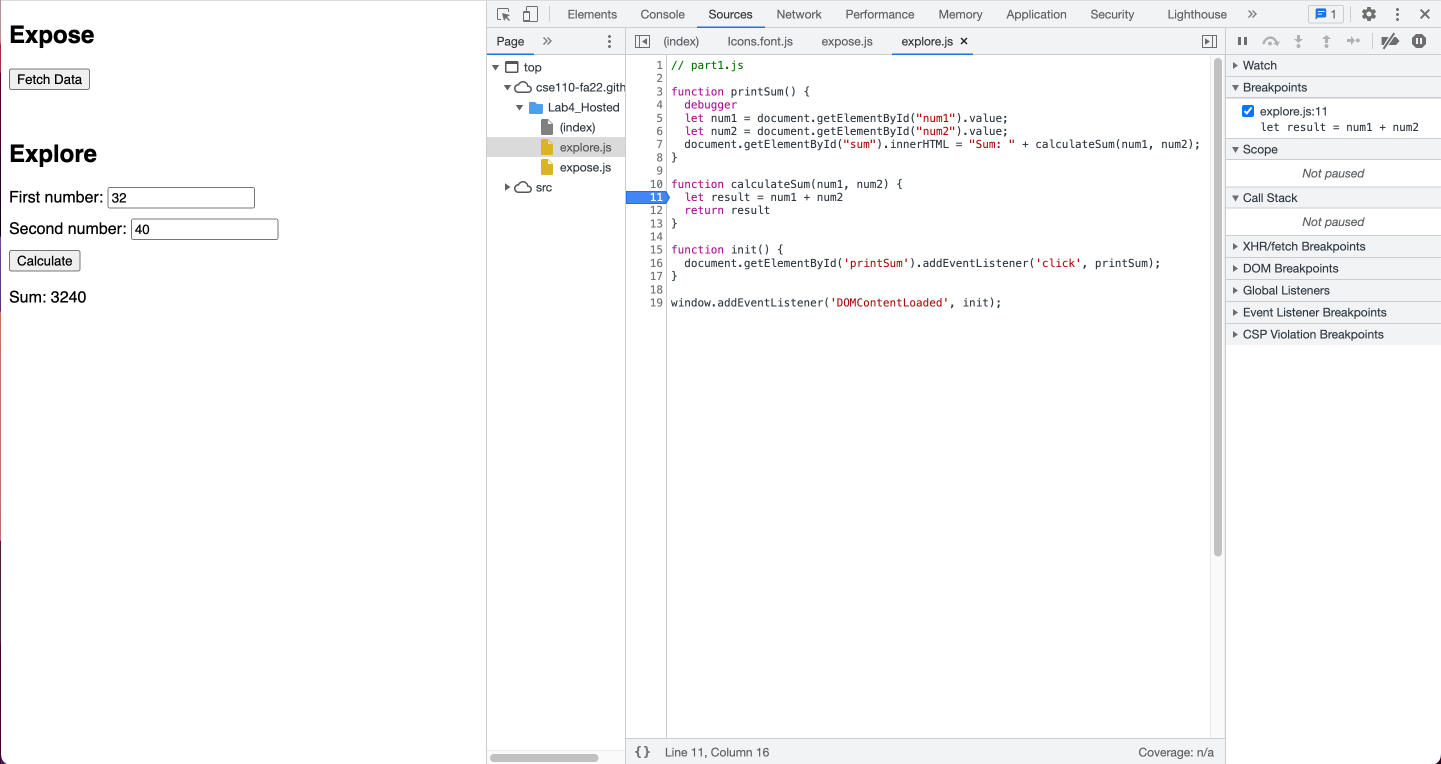 Expose
Fetch Data
Explore
First number: 32
Second number: 40
Calculate
Sum: 3240
Elements Console Sources Network Performance Memory Application Security Lighthouse » 1
Page »
(index) Icons.font.js expose.js explore.js ×
top
cse110-fa22.gith
Lab4_Hosted
(index)
explore.js
expose.js
src
1 // part1.js
2
3 function printSum() {
4 debugger
5 let num1 = document.getElementById("num1").value;
6 let num2 = document.getElementById("num2").value;
7 document.getElementById("sum").innerHTML = "Sum: " + calculateSum(num1, num2);
8 }
9
10 function calculateSum(num1, num2) {
11 let result = num1 + num2
12 return result
13 }
14
15 function init() {
16 document.getElementById('printSum').addEventListener('click', printSum);
17 }
18
19 window.addEventListener('DOMContentLoaded', init);
{} Line 11, Column 16 Coverage: n/a
Watch
Breakpoints
explore.js:11
let result = num1 + num2
Scope
Not paused
Call Stack
Not paused
XHR/fetch Breakpoints
DOM Breakpoints
Global Listeners
Event Listener Breakpoints
CSP Violation Breakpoints